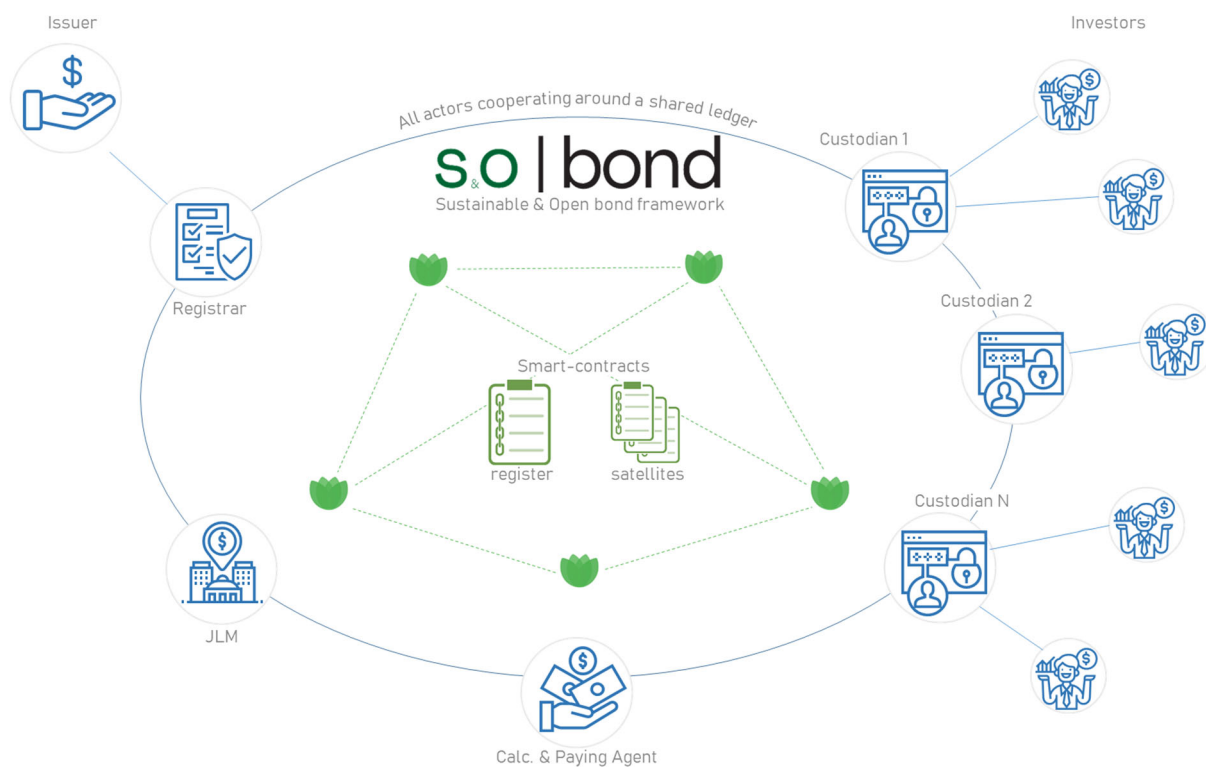 Issuer
Investors
All actors cooperating around a shared ledger
S&O | bond
Sustainable & Open bond framework
Custodian 1
Registrar
Custodian 2
Smart-contracts
register
satellites
Custodian N
JLM
Calc. & Paying Agent